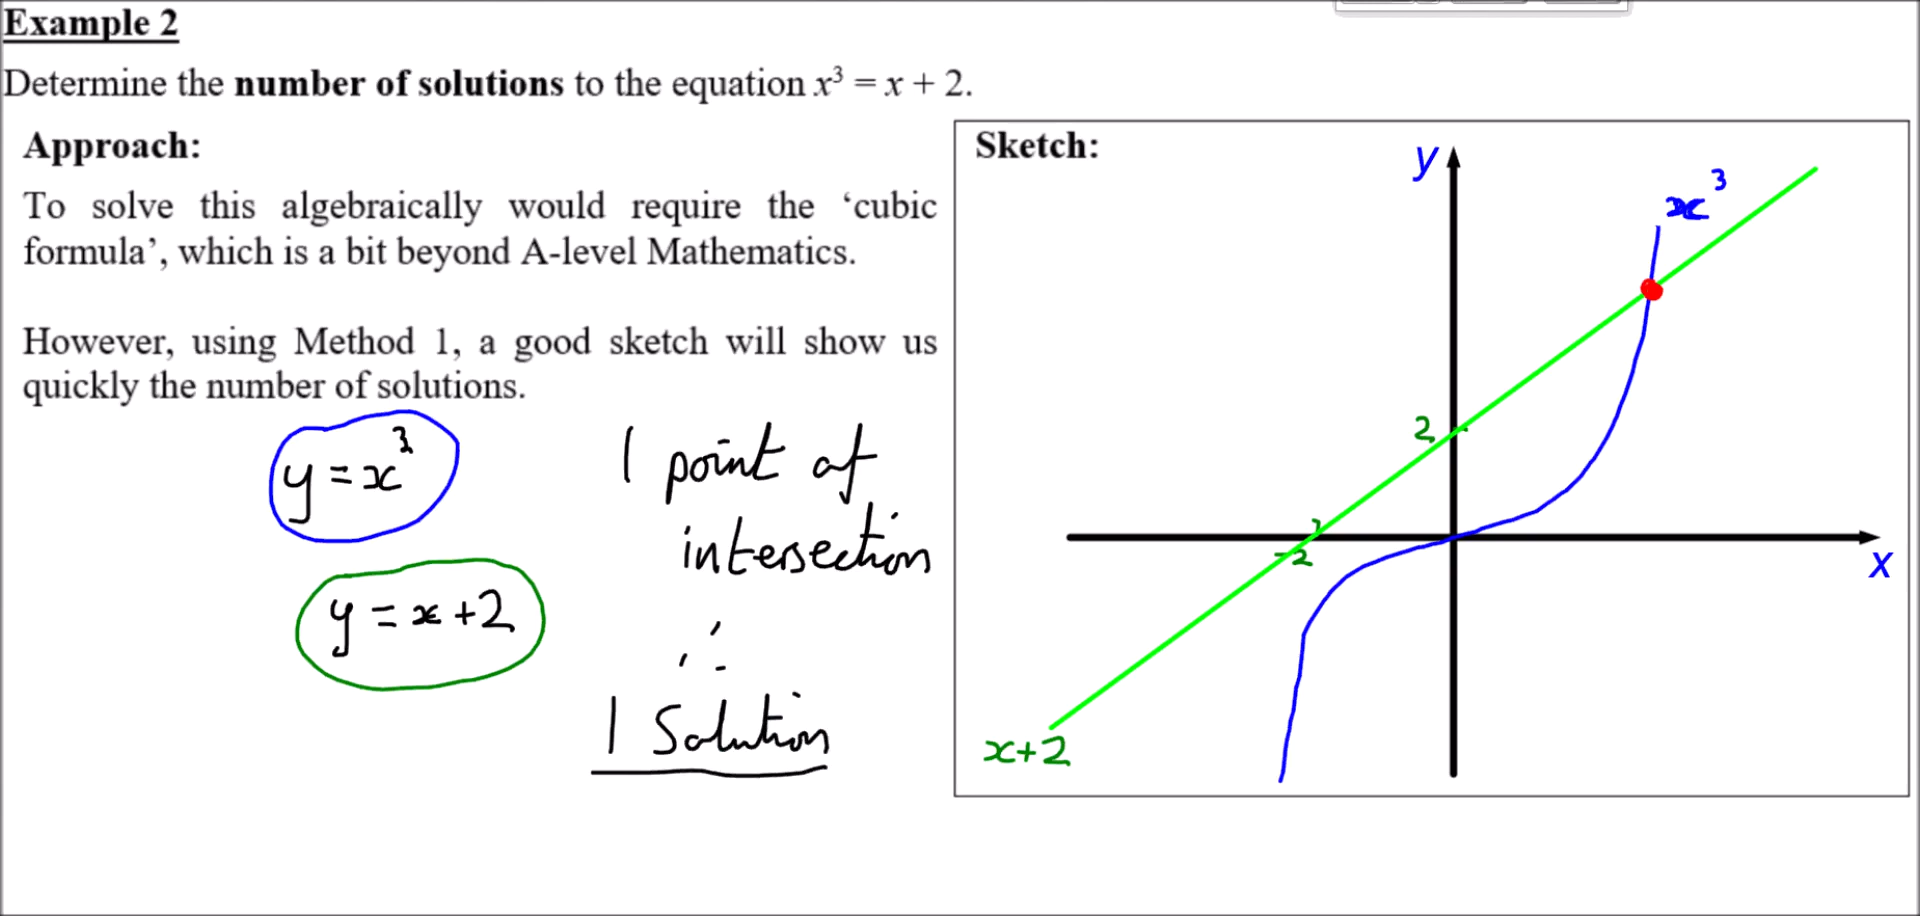 Example 2
Determine the number of solutions to the equation x³ = x + 2.
Approach:
To solve this algebraically would require the ‘cubic
formula’, which is a bit beyond A-level Mathematics.
However, using Method 1, a good sketch will show us
quickly the number of solutions.
y = x³
y = x + 2
1 point of
intersection
∴
1 Solution
Sketch:
y
x³
2
-2
x
x+2